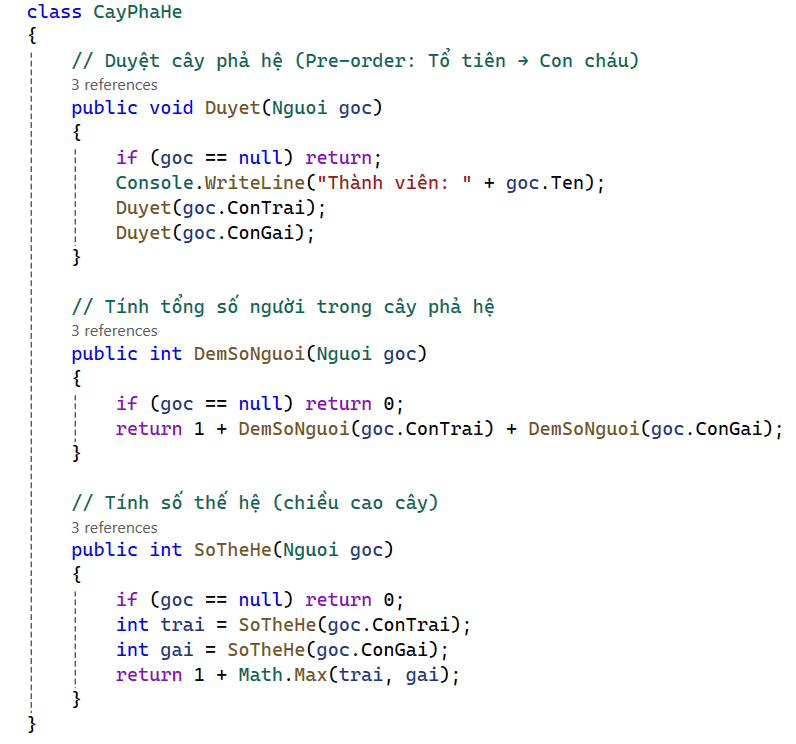 class CayPhaHe
{
// Duyệt cây phả hệ (Pre-order: Tổ tiên → Con cháu)
3 references
public void Duyet(Nguoi goc)
{
if (goc == null) return;
Console.WriteLine("Thành viên: " + goc.Ten);
Duyet(goc.ConTrai);
Duyet(goc.ConGai);
}
// Tính tổng số người trong cây phả hệ
3 references
public int DemSoNguoi(Nguoi goc)
{
if (goc == null) return 0;
return 1 + DemSoNguoi(goc.ConTrai) + DemSoNguoi(goc.ConGai);
}
// Tính số thế hệ (chiều cao cây)
3 references
public int SoTheHe(Nguoi goc)
{
if (goc == null) return 0;
int trai = SoTheHe(goc.ConTrai);
int gai = SoTheHe(goc.ConGai);
return 1 + Math.Max(trai, gai);
}
}